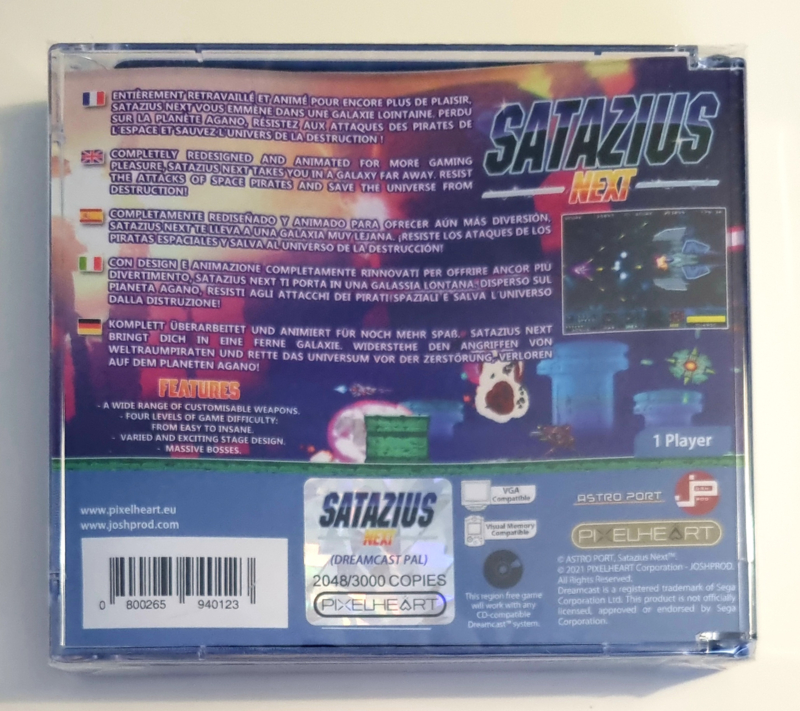 ENTIÈREMENT RETRAVAILLÉ ET ANIMÉ POUR ENCORE PLUS DE PLAISIR,
SATAZIUS NEXT VOUS EMMÈNE DANS UNE GALAXIE LOINTAINE. PERDU
SUR LA PLANÈTE AGANO, RÉSISTEZ AUX ATTAQUES DES PIRATES DE
L'ESPACE ET SAUVEZ L'UNIVERS DE LA DESTRUCTION !
SATAZIUS
NEXT
COMPLETELY REDESIGNED AND ANIMATED FOR MORE GAMING
PLEASURE, SATAZIUS NEXT TAKES YOU IN A GALAXY FAR AWAY. RESIST
THE ATTACKS OF SPACE PIRATES AND SAVE THE UNIVERSE FROM
DESTRUCTION!
COMPLETAMENTE REDISEÑADO Y ANIMADO PARA OFRECER AÚN MÁS DIVERSIÓN,
SATAZIUS NEXT TE LLEVA A UNA GALAXIA MUY LEJANA. ¡RESISTE LOS ATAQUES DE LOS
PIRATAS ESPACIALES Y SALVA AL UNIVERSO DE LA DESTRUCCIÓN!
CON DESIGN E ANIMAZIONE COMPLETAMENTE RINNOVATI PER OFFRIRE ANCOR PIÙ
DIVERTIMENTO, SATAZIUS NEXT TI PORTA IN UNA GALASSIA LONTANA. DISPERSO SUL
PIANETA AGANO, RESISTI AGLI ATTACCHI DEI PIRATI SPAZIALI E SALVA L'UNIVERSO
DALLA DISTRUZIONE!
KOMPLETT ÜBERARBEITET UND ANIMIERT FÜR NOCH MEHR SPAß. SATAZIUS NEXT
BRINGT DICH IN EINE FERNE GALAXIE. WIDERSTEHE DEN ANGRIFFEN VON
WELTRAUMPIRATEN UND RETTE DAS UNIVERSUM VOR DER ZERSTÖRUNG. VERLOREN
AUF DEM PLANETEN AGANO!
FEATURES
- A WIDE RANGE OF CUSTOMISABLE WEAPONS.
- FOUR LEVELS OF GAME DIFFICULTY:
FROM EASY TO INSANE.
- VARIED AND EXCITING STAGE DESIGN.
- MASSIVE BOSSES.
1 Player
www.pixelheart.eu
www.joshprod.com
0 800265 940123
SATAZIUS
NEXT
(DREAMCAST PAL)
2048/3000 COPIES
PIXELHEART
VGA
Compatible
Visual Memory
Compatible
This region free game
will work with any
CD-compatible
Dreamcast™ system.
ASTRO PORT
PIXELHEART
© ASTRO PORT, Satazius Next™.
© 2021 PIXELHEART Corporation - JOSHPROD.
All Rights Reserved.
Dreamcast is a registered trademark of Sega
Corporation Ltd. This product is not officially
licensed, approved or endorsed by Sega
Corporation.